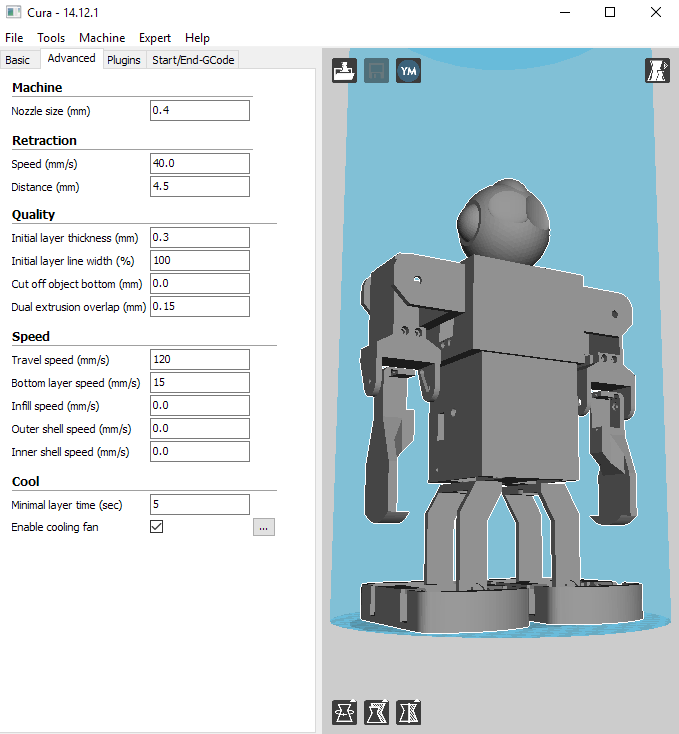 Cura - 14.12.1
File Tools Machine Expert Help
Basic Advanced Plugins Start/End-GCode
Machine
Nozzle size (mm) 0.4
Retraction
Speed (mm/s) 40.0
Distance (mm) 4.5
Quality
Initial layer thickness (mm) 0.3
Initial layer line width (%) 100
Cut off object bottom (mm) 0.0
Dual extrusion overlap (mm) 0.15
Speed
Travel speed (mm/s) 120
Bottom layer speed (mm/s) 15
Infill speed (mm/s) 0.0
Outer shell speed (mm/s) 0.0
Inner shell speed (mm/s) 0.0
Cool
Minimal layer time (sec) 5
Enable cooling fan ...
YM